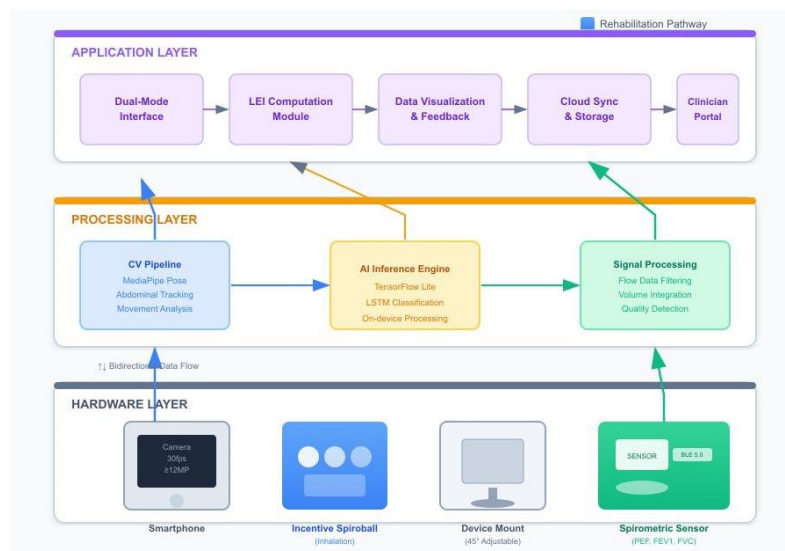 Rehabilitation Pathway
APPLICATION LAYER
Dual-Mode
Interface
LEI Computation
Module
Data Visualization
& Feedback
Cloud Sync
& Storage
Clinician
Portal
PROCESSING LAYER
CV Pipeline
MediaPipe Pose
Abdominal Tracking
Movement Analysis
AI Inference Engine
TensorFlow Lite
LSTM Classification
On-device Processing
Signal Processing
Flow Data Filtering
Volume Integration
Quality Detection
↑↓ Bidirectional Data Flow
HARDWARE LAYER
Camera
30fps
≥12MP
SENSOR
BLE 5.0
Smartphone
Incentive Spiroball
(Inhalation)
Device Mount
(45° Adjustable)
Spirometric Sensor
(PEF, FEV1, FVC)